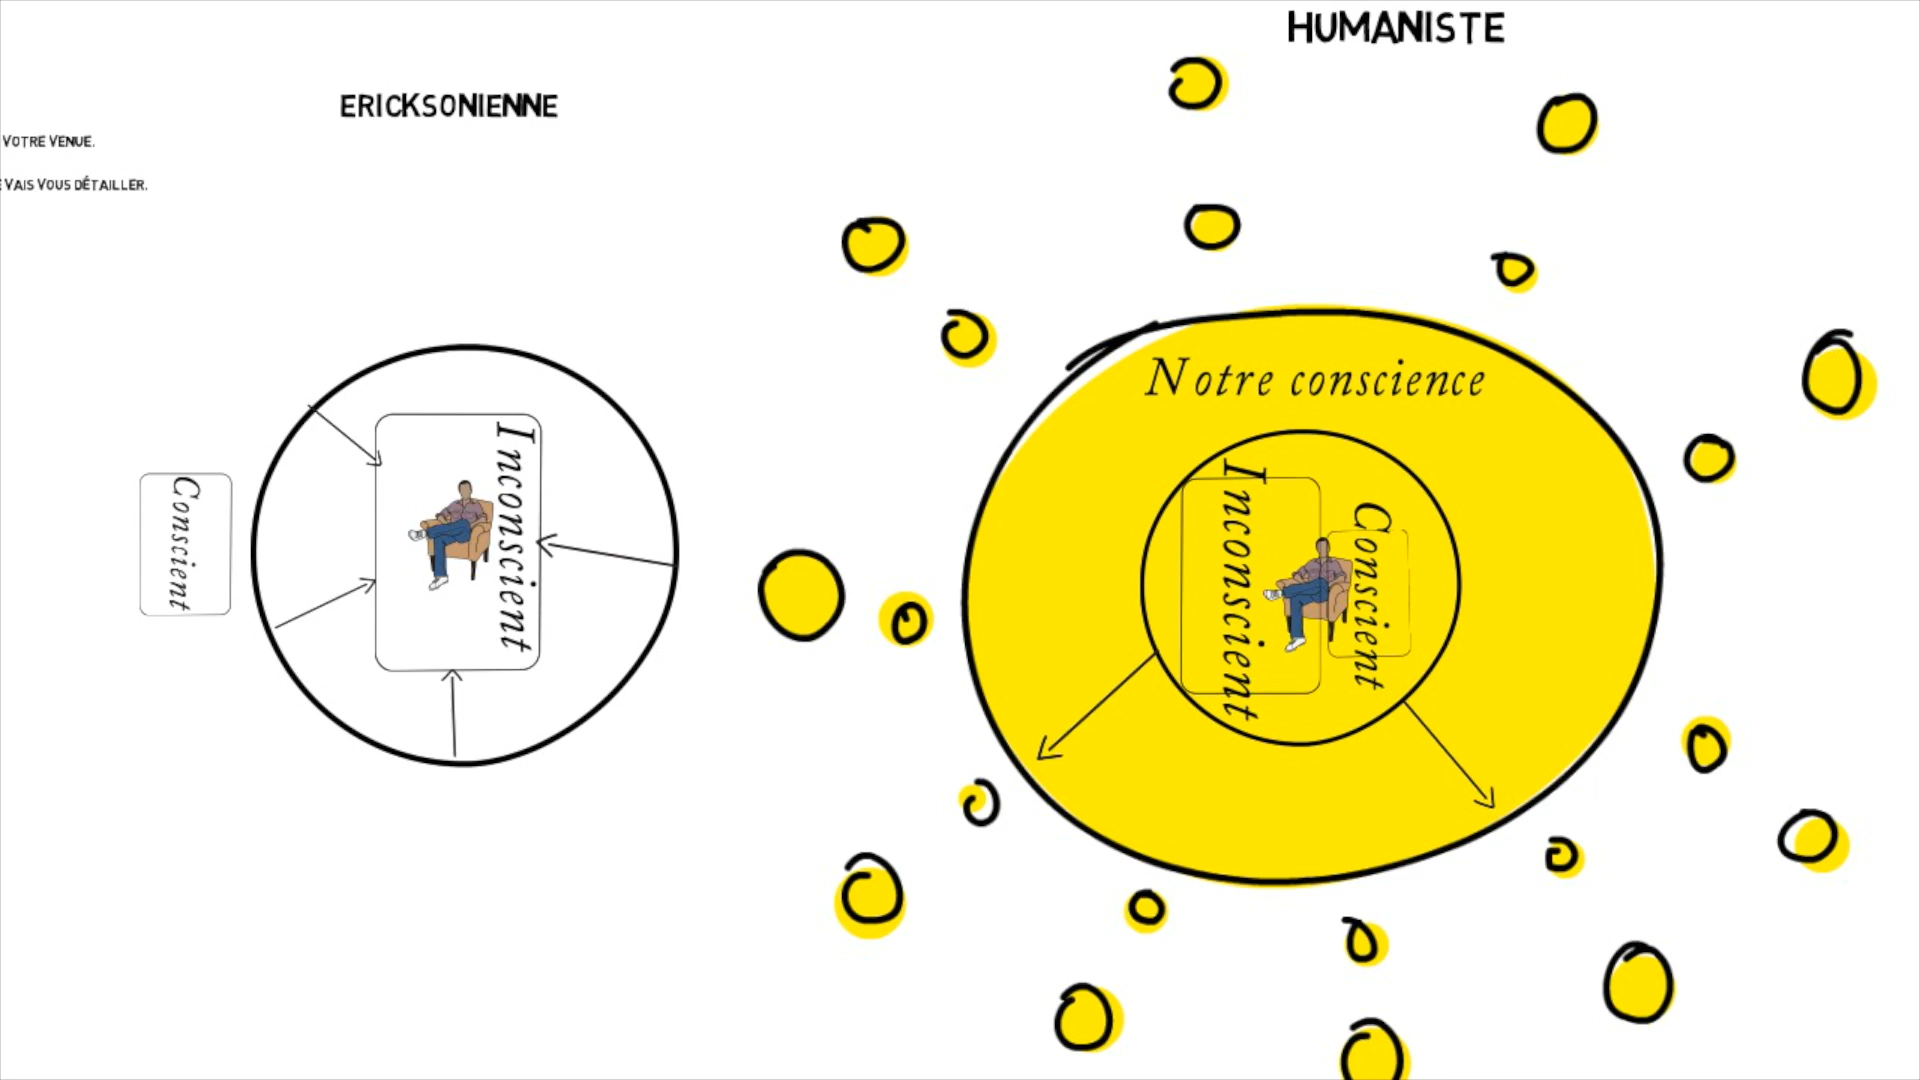 HUMANISTE
ERICKSONIENNE
VOTRE VENUE.
VAIS VOUS DÉTAILLER.
Conscient
Inconscient
Notre conscience
Inconscient
Conscient